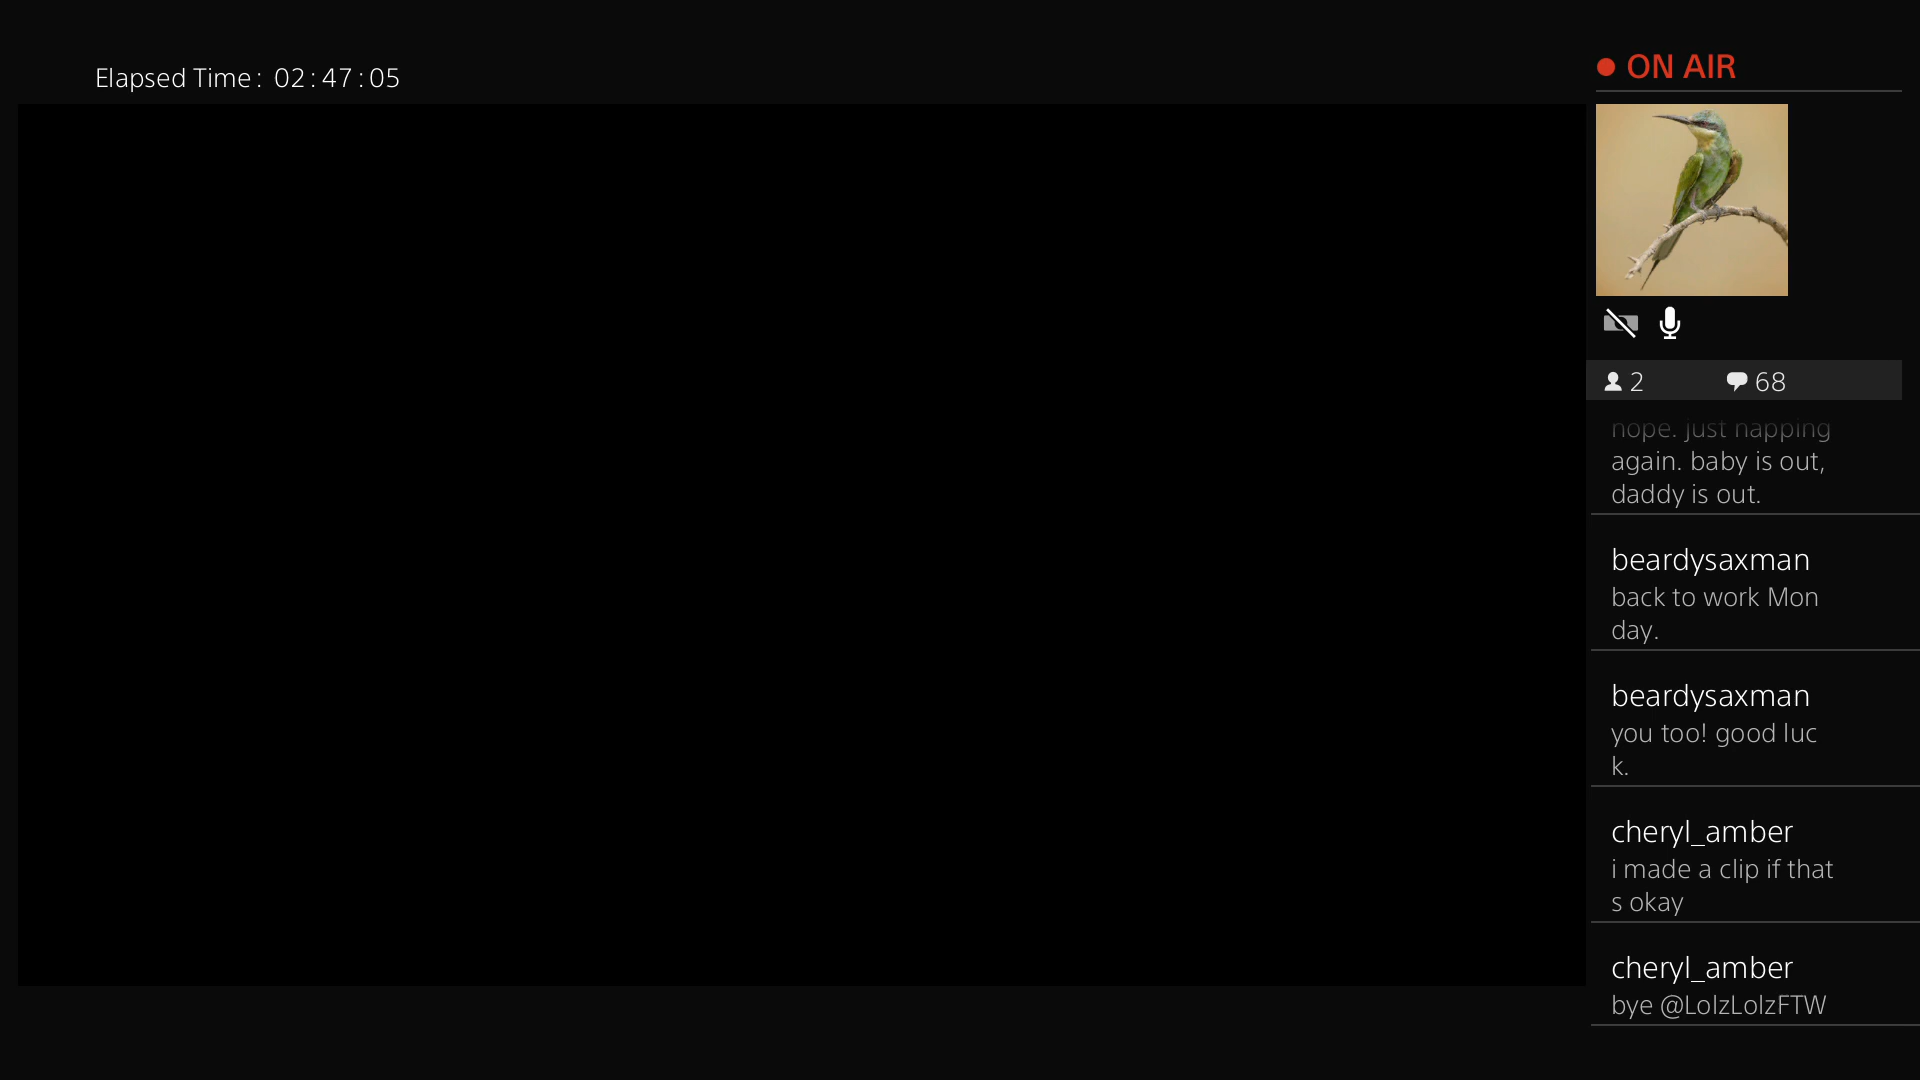 Elapsed Time: 02:47:05
ON AIR
2 68
nope. just napping
again. baby is out,
daddy is out.
beardysaxman
back to work Mon
day.
beardysaxman
you too! good luc
k.
cheryl_amber
i made a clip if that
s okay
cheryl_amber
bye @LolzLolzFTW